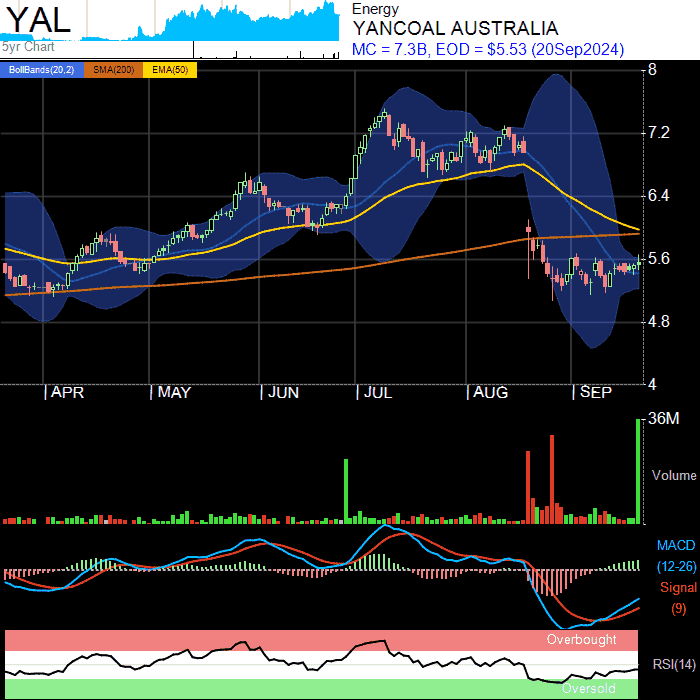 YAL
5yr Chart
Energy
YANCOAL AUSTRALIA
MC = 7.3B, EOD = $5.53 (20Sep2024)
BollBands(20,2) SMA(200) EMA(50)
8
7.2
6.4
5.6
4.8
4
APR MAY JUN JUL AUG SEP
36M
Volume
MACD
(12-26)
Signal
(9)
Overbought
RSI(14)
Oversold